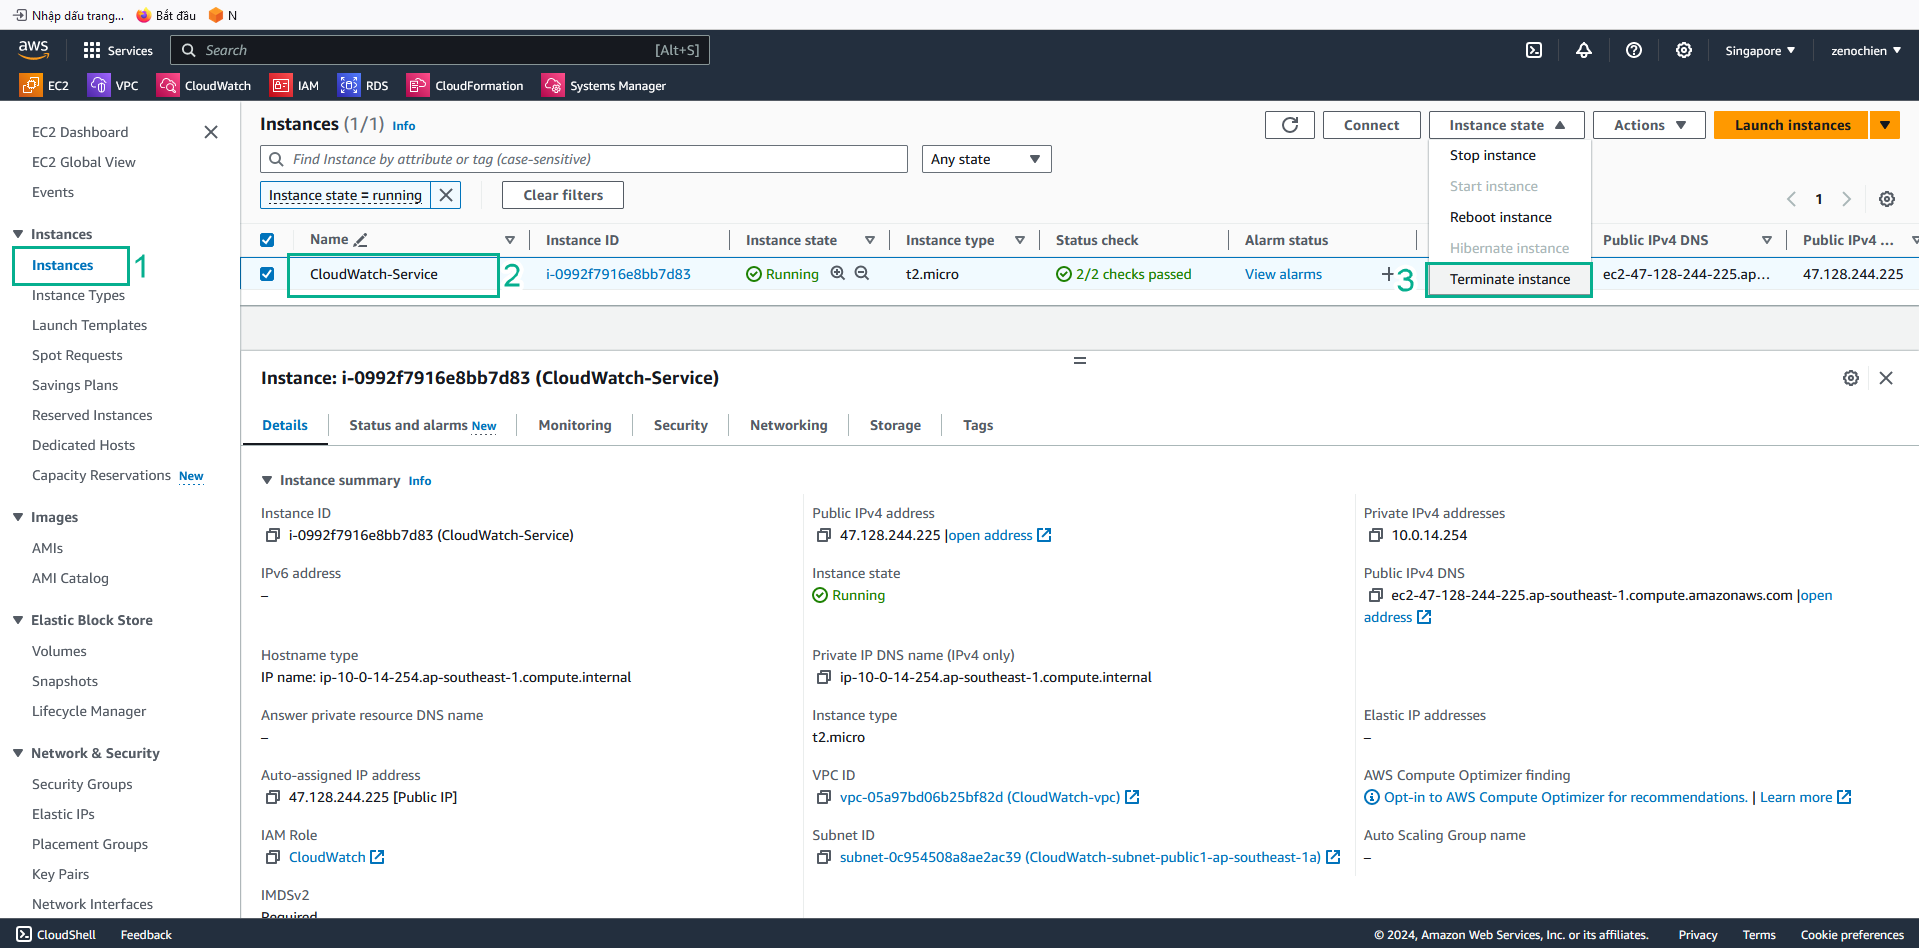 Nhập dấu trang... Bắt đầu N
aws Services Search [Alt+S] Singapore zenochien
EC2 VPC CloudWatch IAM RDS CloudFormation Systems Manager
EC2 Dashboard
EC2 Global View
Events
Instances
Instances
1
Instance Types
Launch Templates
Spot Requests
Savings Plans
Reserved Instances
Dedicated Hosts
Capacity Reservations New
Images
AMIs
AMI Catalog
Elastic Block Store
Volumes
Snapshots
Lifecycle Manager
Network & Security
Security Groups
Elastic IPs
Placement Groups
Key Pairs
Network Interfaces
Instances (1/1) Info
Connect Instance state Actions Launch instances
Find Instance by attribute or tag (case-sensitive) Any state
Instance state = running Clear filters
1
Stop instance
Start instance
Reboot instance
Hibernate instance
3 Terminate instance
Name Instance ID Instance state Instance type Status check Alarm status Public IPv4 DNS Public IPv4 ...
CloudWatch-Service 2 i-0992f7916e8bb7d83 Running t2.micro 2/2 checks passed View alarms ec2-47-128-244-225.ap... 47.128.244.225
Instance: i-0992f7916e8bb7d83 (CloudWatch-Service)
Details Status and alarms New Monitoring Security Networking Storage Tags
Instance summary Info
Instance ID
i-0992f7916e8bb7d83 (CloudWatch-Service)
Public IPv4 address
47.128.244.225 |open address
Private IPv4 addresses
10.0.14.254
IPv6 address
–
Instance state
Running
Public IPv4 DNS
ec2-47-128-244-225.ap-southeast-1.compute.amazonaws.com |open
address
Hostname type
IP name: ip-10-0-14-254.ap-southeast-1.compute.internal
Private IP DNS name (IPv4 only)
ip-10-0-14-254.ap-southeast-1.compute.internal
Answer private resource DNS name
–
Instance type
t2.micro
Elastic IP addresses
–
Auto-assigned IP address
47.128.244.225 [Public IP]
VPC ID
vpc-05a97bd06b25bf82d (CloudWatch-vpc)
AWS Compute Optimizer finding
Opt-in to AWS Compute Optimizer for recommendations. | Learn more
IAM Role
CloudWatch
Subnet ID
subnet-0c954508a8ae2ac39 (CloudWatch-subnet-public1-ap-southeast-1a)
Auto Scaling Group name
–
IMDSv2
Required
CloudShell Feedback © 2024, Amazon Web Services, Inc. or its affiliates. Privacy Terms Cookie preferences